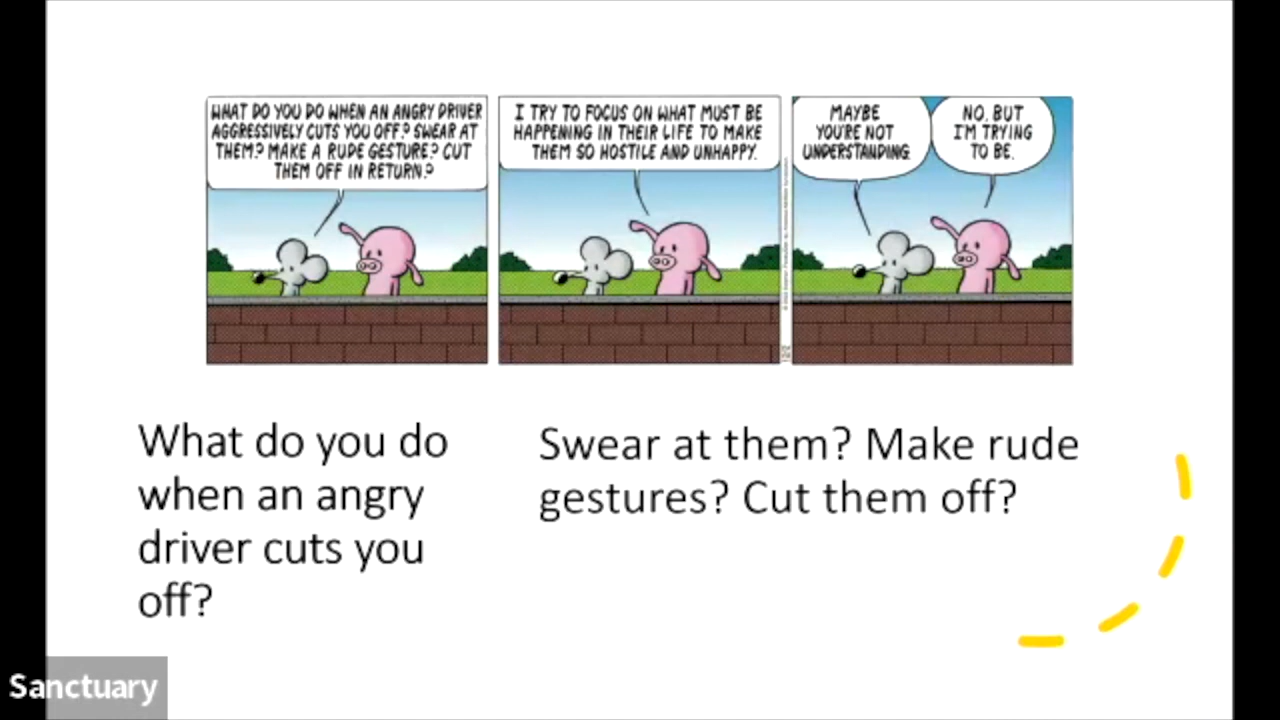 WHAT DO YOU DO WHEN AN ANGRY DRIVER
AGGRESSIVELY CUTS YOU OFF? SWEAR AT
THEM? MAKE A RUDE GESTURE? CUT
THEM OFF IN RETURN?
I TRY TO FOCUS ON WHAT MUST BE
HAPPENING IN THEIR LIFE TO MAKE
THEM SO HOSTILE AND UNHAPPY.
MAYBE
YOU'RE NOT
UNDERSTANDING.
NO, BUT
I'M TRYING
TO BE.
What do you do
when an angry
driver cuts you
off?
Swear at them? Make rude
gestures? Cut them off?
Sanctuary